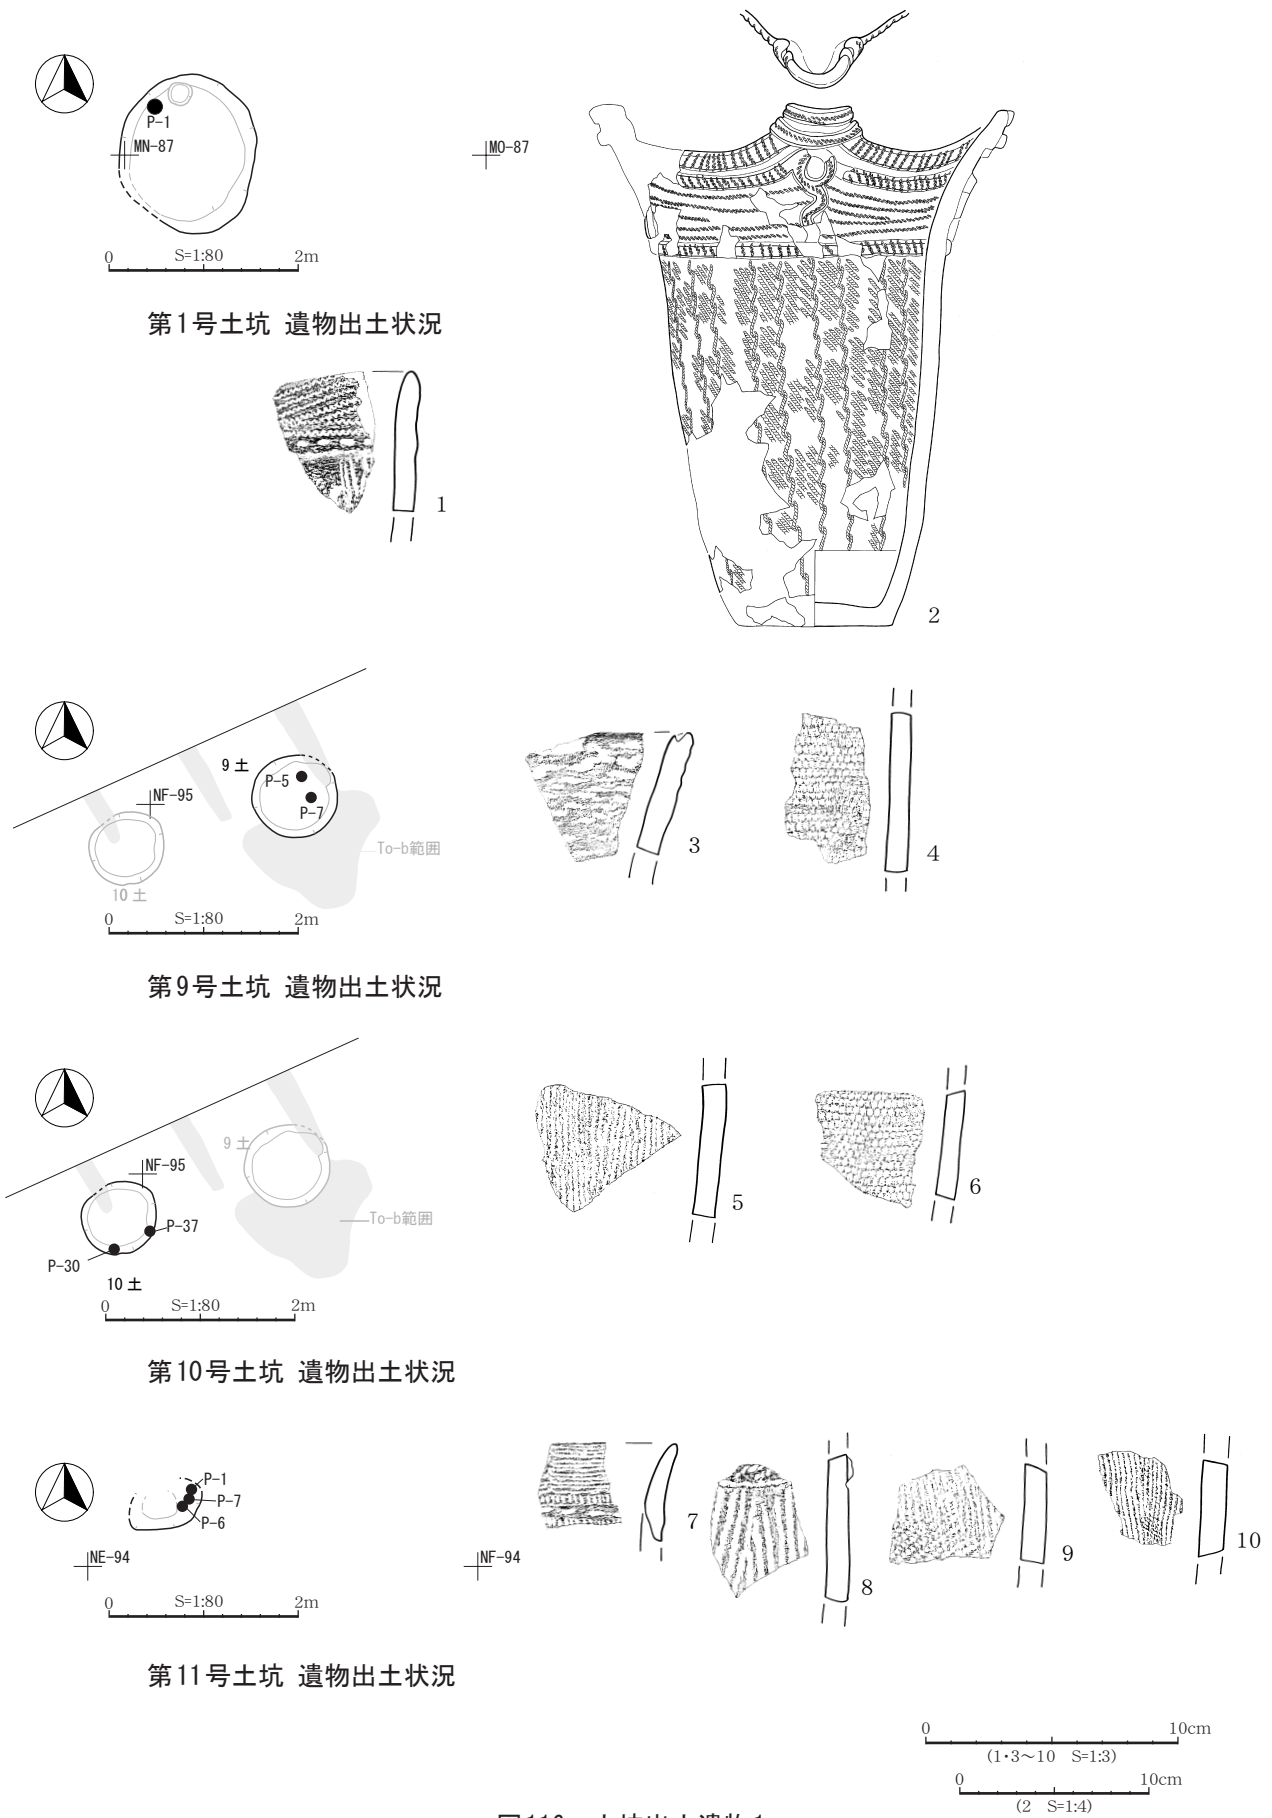 P-1
MN-87
MO-87
0 S=1:80 2m
第1号土坑 遺物出土状況
1
2
9土
P-5
P-7
NF-95
To-b範囲
10土
0 S=1:80 2m
3
4
第9号土坑 遺物出土状況
9土
NF-95
P-37
To-b範囲
P-30
10土
0 S=1:80 2m
5
6
第10号土坑 遺物出土状況
P-1
P-7
P-6
NE-94
NF-94
0 S=1:80 2m
7
8
9
10
第11号土坑 遺物出土状況
0 10cm
(1・3～10 S=1:3)
0 10cm
(2 S=1:4)